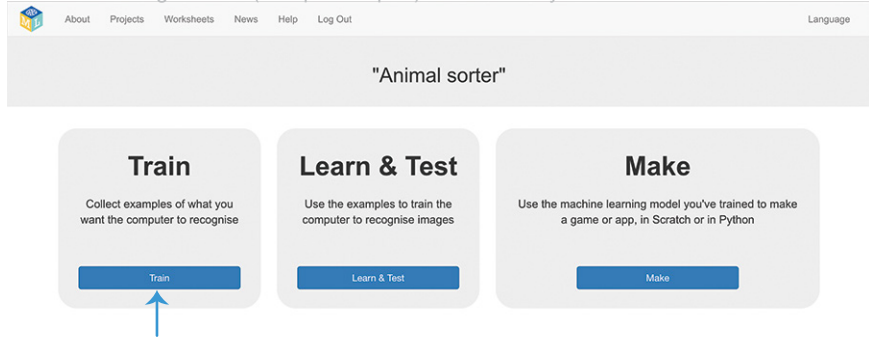 About Projects Worksheets News Help Log Out Language
"Animal sorter"
Train
Collect examples of what you
want the computer to recognise
Train
Learn & Test
Use the examples to train the
computer to recognise images
Learn & Test
Make
Use the machine learning model you've trained to make
a game or app, in Scratch or in Python
Make